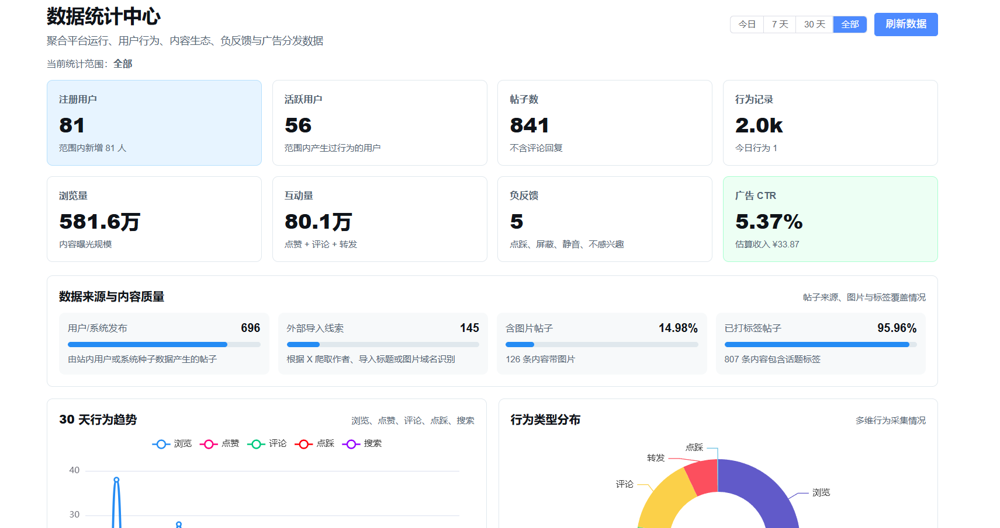 数据统计中心
今日 7 天 30 天 全部 刷新数据
聚合平台运行、用户行为、内容生态、负反馈与广告分发数据
当前统计范围：全部
注册用户
81
范围内新增 81 人
活跃用户
56
范围内产生过行为的用户
帖子数
841
不含评论回复
行为记录
2.0k
今日行为 1
浏览量
581.6万
内容曝光规模
互动量
80.1万
点赞 + 评论 + 转发
负反馈
5
点踩、屏蔽、静音、不感兴趣
广告 CTR
5.37%
估算收入 ¥33.87
数据来源与内容质量
帖子来源、图片与标签覆盖情况
用户/系统发布 696
由站内用户或系统种子数据产生的帖子
外部导入线索 145
根据 X 爬取作者、导入标题或图片域名识别
含图片帖子 14.98%
126 条内容带图片
已打标签帖子 95.96%
807 条内容包含话题标签
30 天行为趋势
浏览、点赞、评论、点踩、搜索
浏览 点赞 评论 点踩 搜索
40
30
行为类型分布
多维行为采集情况
点踩
转发
评论
浏览